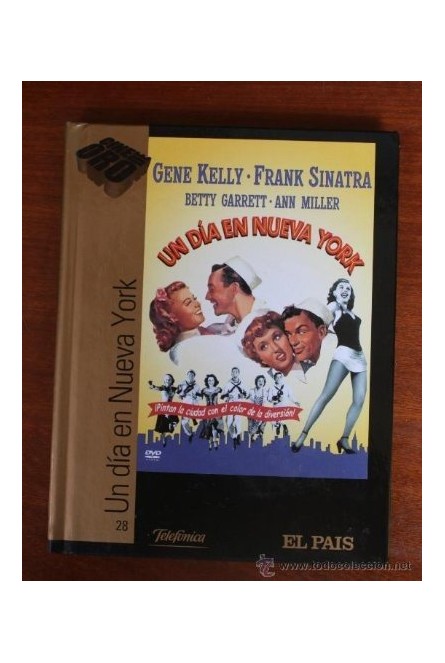 ORO
GENE KELLY · FRANK SINATRA
BETTY GARRETT · ANN MILLER
UN DÍA EN NUEVA YORK
¡Pintan la ciudad con el color de la diversión!
DVD
28 Un día en Nueva York
Telefónica
EL PAIS
www.todocoleccion.net